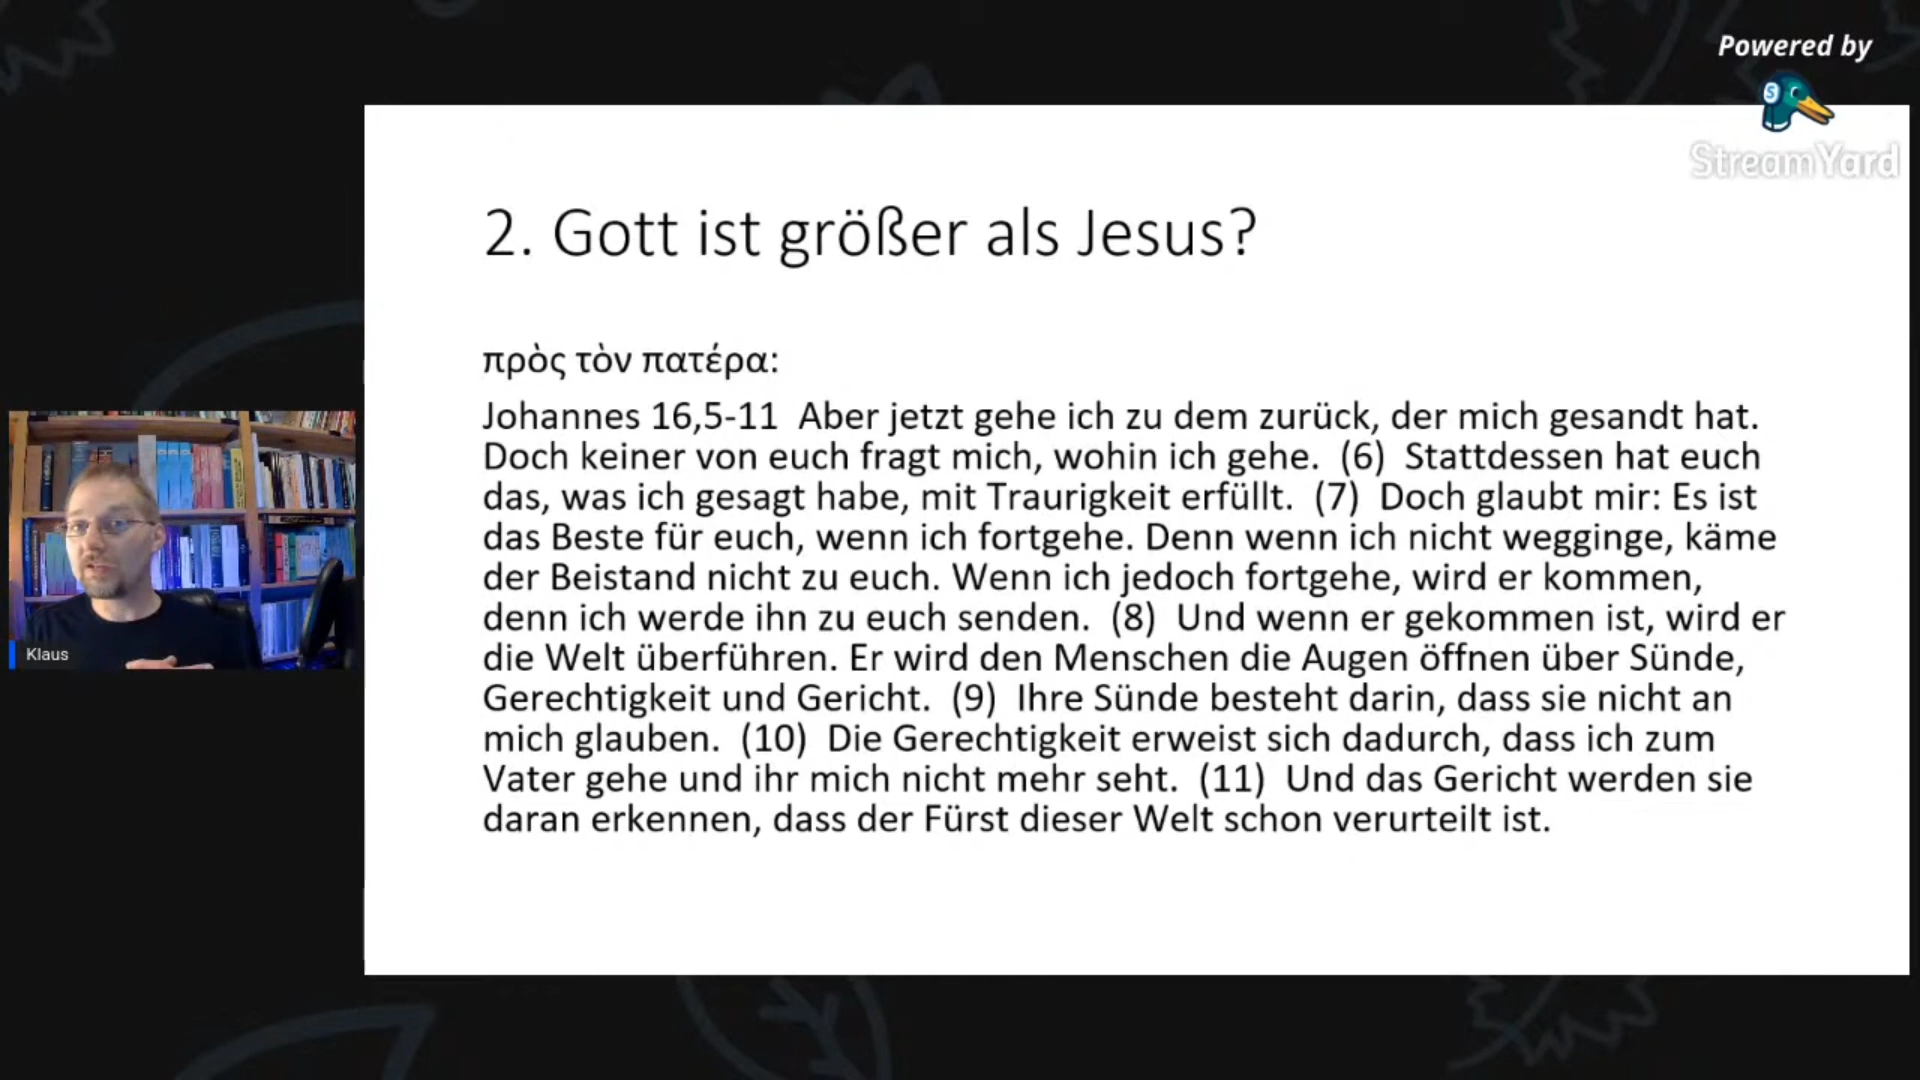 Powered by
StreamYard
2. Gott ist größer als Jesus?
πρὸς τὸν πατέρα:
Johannes 16,5-11 Aber jetzt gehe ich zu dem zurück, der mich gesandt hat.
Doch keiner von euch fragt mich, wohin ich gehe. (6) Stattdessen hat euch
das, was ich gesagt habe, mit Traurigkeit erfüllt. (7) Doch glaubt mir: Es ist
das Beste für euch, wenn ich fortgehe. Denn wenn ich nicht wegginge, käme
der Beistand nicht zu euch. Wenn ich jedoch fortgehe, wird er kommen,
denn ich werde ihn zu euch senden. (8) Und wenn er gekommen ist, wird er
die Welt überführen. Er wird den Menschen die Augen öffnen über Sünde,
Gerechtigkeit und Gericht. (9) Ihre Sünde besteht darin, dass sie nicht an
mich glauben. (10) Die Gerechtigkeit erweist sich dadurch, dass ich zum
Vater gehe und ihr mich nicht mehr seht. (11) Und das Gericht werden sie
daran erkennen, dass der Fürst dieser Welt schon verurteilt ist.
Klaus